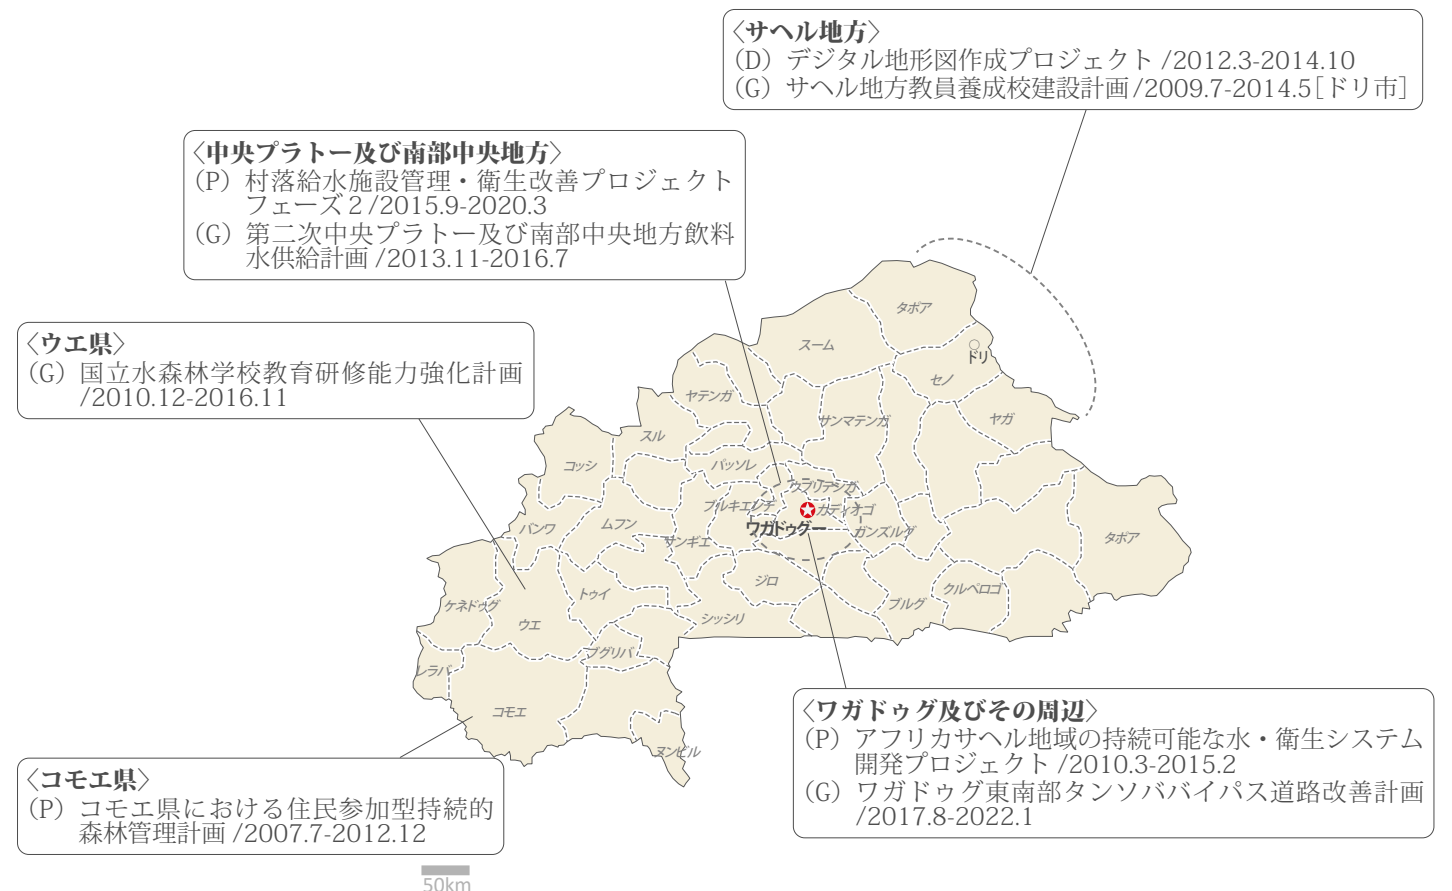 〈サヘル地方〉
(D) デジタル地形図作成プロジェクト /2012.3-2014.10
(G) サヘル地方教員養成校建設計画/2009.7-2014.5[ドリ市]
〈中央プラトー及び南部中央地方〉
(P) 村落給水施設管理・衛生改善プロジェクト
フェーズ2 /2015.9-2020.3
(G) 第二次中央プラトー及び南部中央地方飲料
水供給計画 /2013.11-2016.7
〈ウエ県〉
(G) 国立水森林学校教育研修能力強化計画
/2010.12-2016.11
タポア
スーム
ドリ
セノ
ヤテンガ
サンマテンガ
ヤガ
スル
コッシ
パッソレ
ウブリテンガ
ブルキエンデ
カディオゴ
ワガドゥグー
バンワ
ムフン
サンギエ
ガンズルグ
タポア
ジロ
トゥイ
クルペロゴ
ケネドゥグ
ブルグ
ウエ
シッシリ
ブグリバ
レラバ
コモエ
ヌンビル
〈ワガドゥグ及びその周辺〉
(P) アフリカサヘル地域の持続可能な水・衛生システム
開発プロジェクト /2010.3-2015.2
(G) ワガドゥグ東南部タンソババイパス道路改善計画
/2017.8-2022.1
〈コモエ県〉
(P) コモエ県における住民参加型持続的
森林管理計画 /2007.7-2012.12
50km